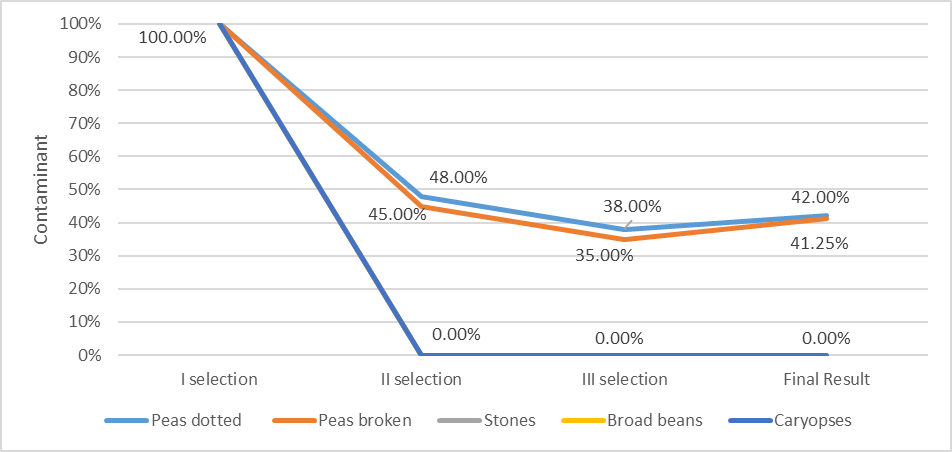 100%
100.00%
90%
80%
70%
60%
50%
40%
30%
20%
10%
0%
Contaminant
48.00%
45.00%
38.00%
35.00%
42.00%
41.25%
0.00%
0.00%
0.00%
I selection
II selection
III selection
Final Result
Peas dotted
Peas broken
Stones
Broad beans
Caryopses